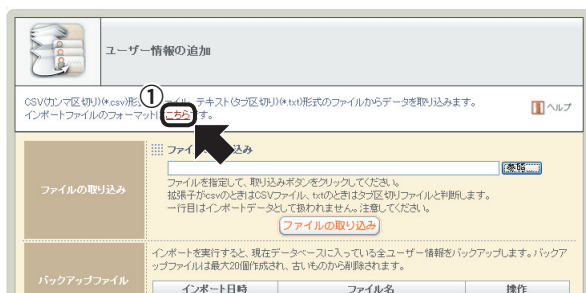 ユーザー情報の追加
CSV(カンマ区切り)(*.csv)形 ファイル、テキスト(タブ区切り)(*.txt)形式のファイルからデータを取り込みます。
①
インポートファイルのフォーマットは こちら です。
ヘルプ
ファイルの取り込み
ファイ 込み
参照...
ファイルを指定して、取り込みボタンをクリックしてください。
拡張子がcsvのときはCSVファイル、txtのときはタブ区切りファイルと判断します。
一行目はインポートデータとして扱われません。注意してください。
ファイルの取り込み
バックアップファイル
インポートを実行すると、現在データベースに入っている全ユーザー情報をバックアップします。バックア
ップファイルは最大20個作成され、古いものから削除されます。
インポート日時 ファイル名 操作